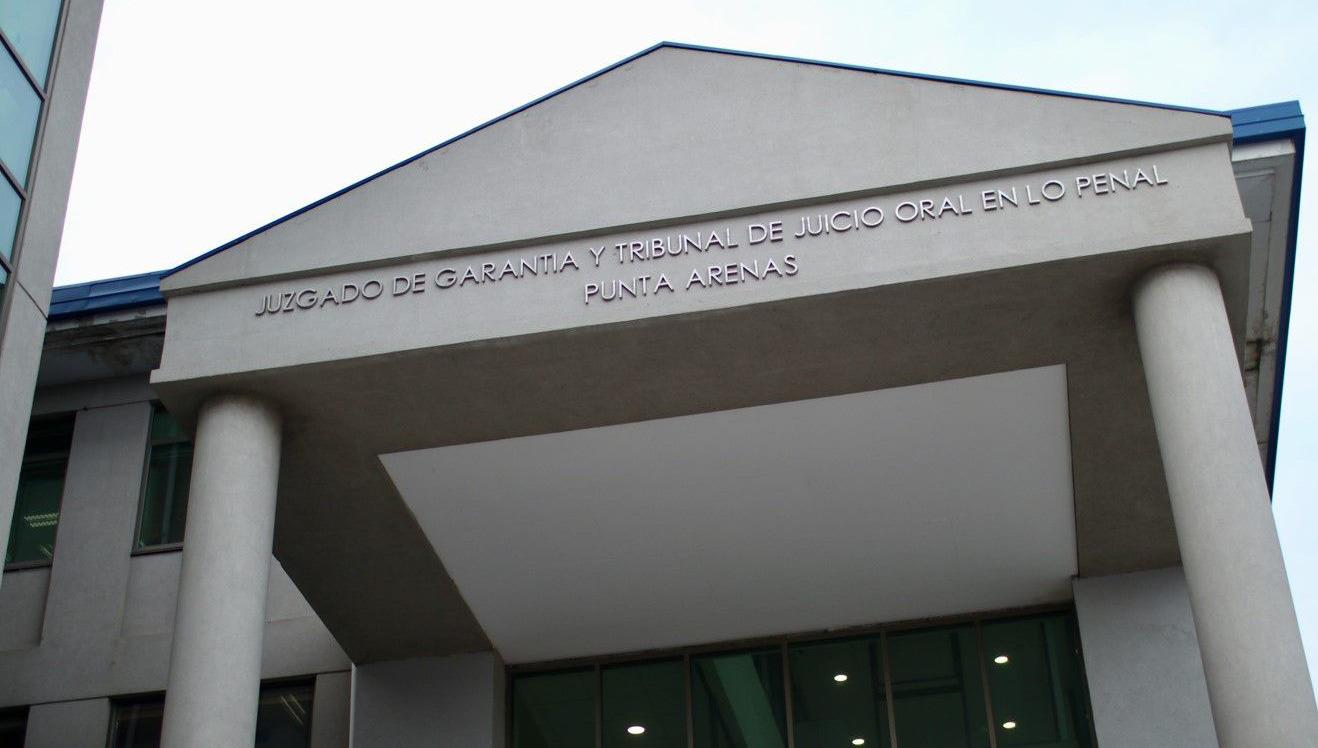 JUZGADO DE GARANTIA Y TRIBUNAL DE JUICIO ORAL EN LO PENAL
PUNTA ARENAS